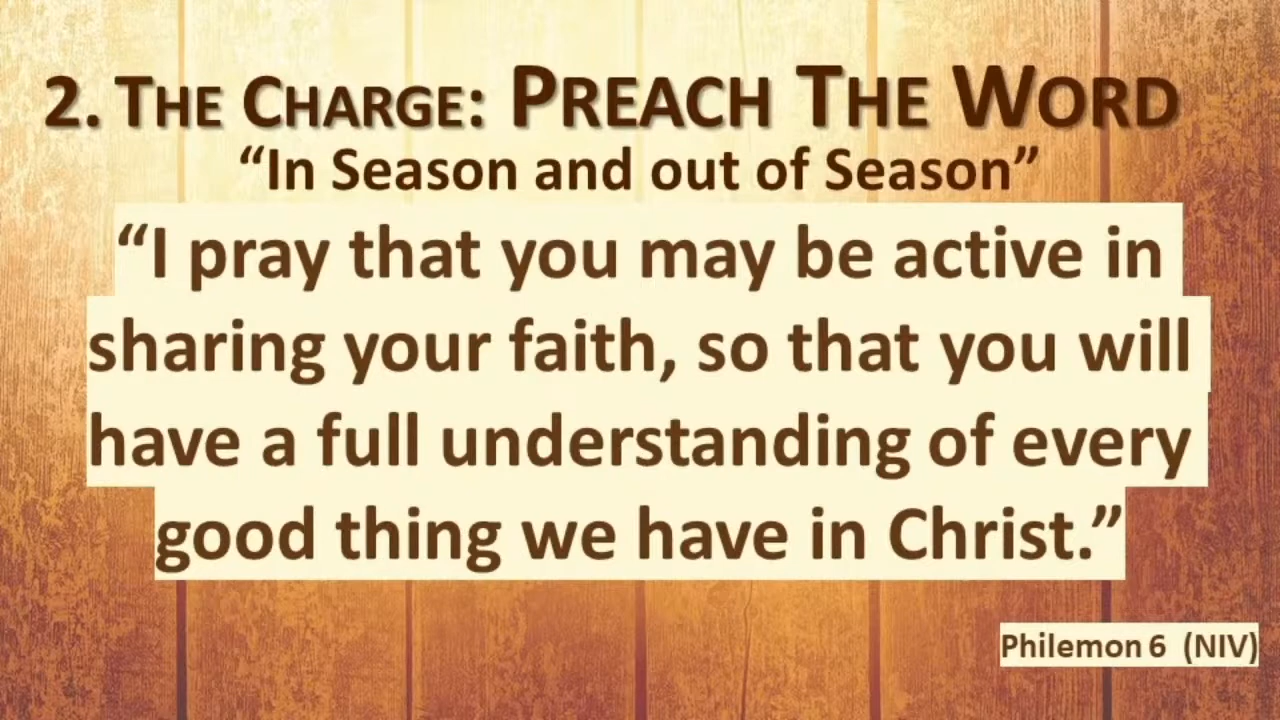 2. The Charge: Preach The Word
“In Season and out of Season”
“I pray that you may be active in
sharing your faith, so that you will
have a full understanding of every
good thing we have in Christ.”
Philemon 6 (NIV)